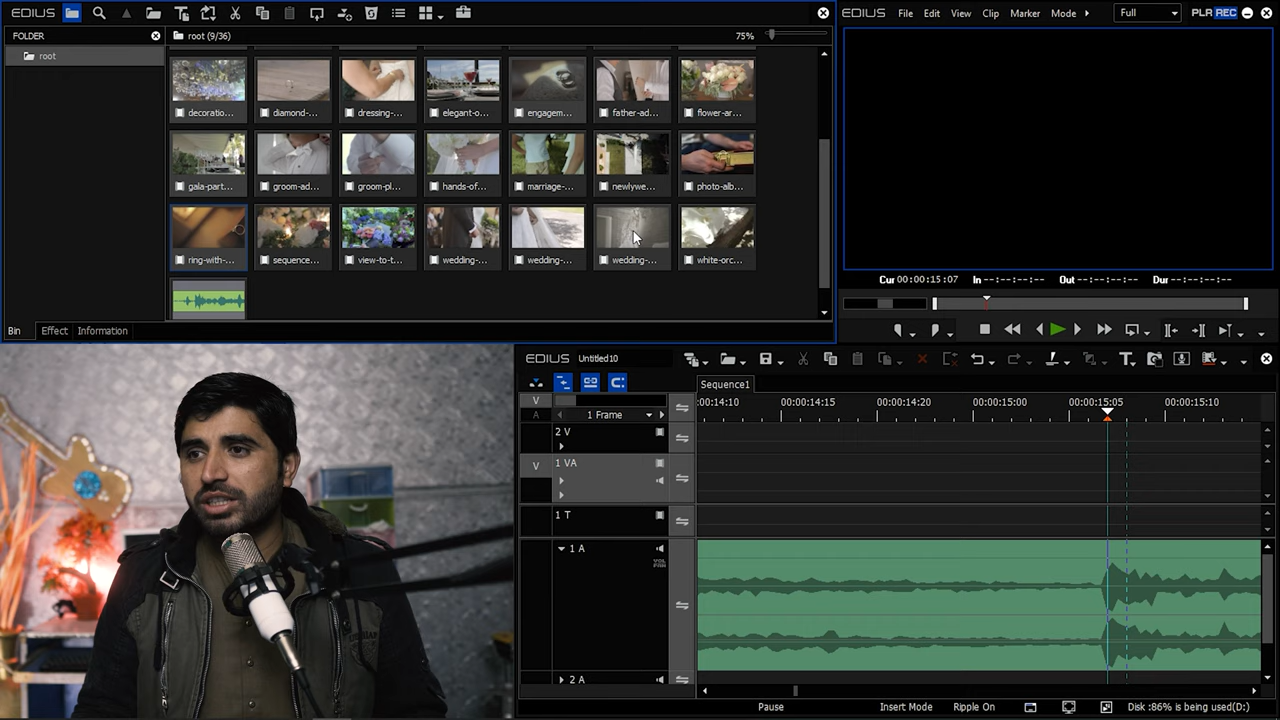 EDIUS
FOLDER
root
root (9/36)
75%
decoratio...
diamond-...
dressing-...
elegant-o...
engagem...
father-ad...
flower-ar...
gala-part...
groom-ad...
groom-pl...
hands-of...
marriage-...
newlywe...
photo-alb...
ring-with-...
sequence...
view-to-t...
wedding-...
wedding-...
wedding-...
white-orc...
Bin
Effect
Information
EDIUS
File
Edit
View
Clip
Marker
Mode
Full
PLR REC
Cur 00:00:15:07
In --:--:--:--
Out --:--:--:--
Dur --:--:--:--
EDIUS
Untitled10
Sequence1
V
A
1 Frame
:00:14:10
00:00:14:15
00:00:14:20
00:00:15:00
00:00:15:05
00:00:15:10
2 V
V
1 VA
1 T
1 A
VOL
PAN
2 A
Pause
Insert Mode
Ripple On
Disk :86% is being used(D:)